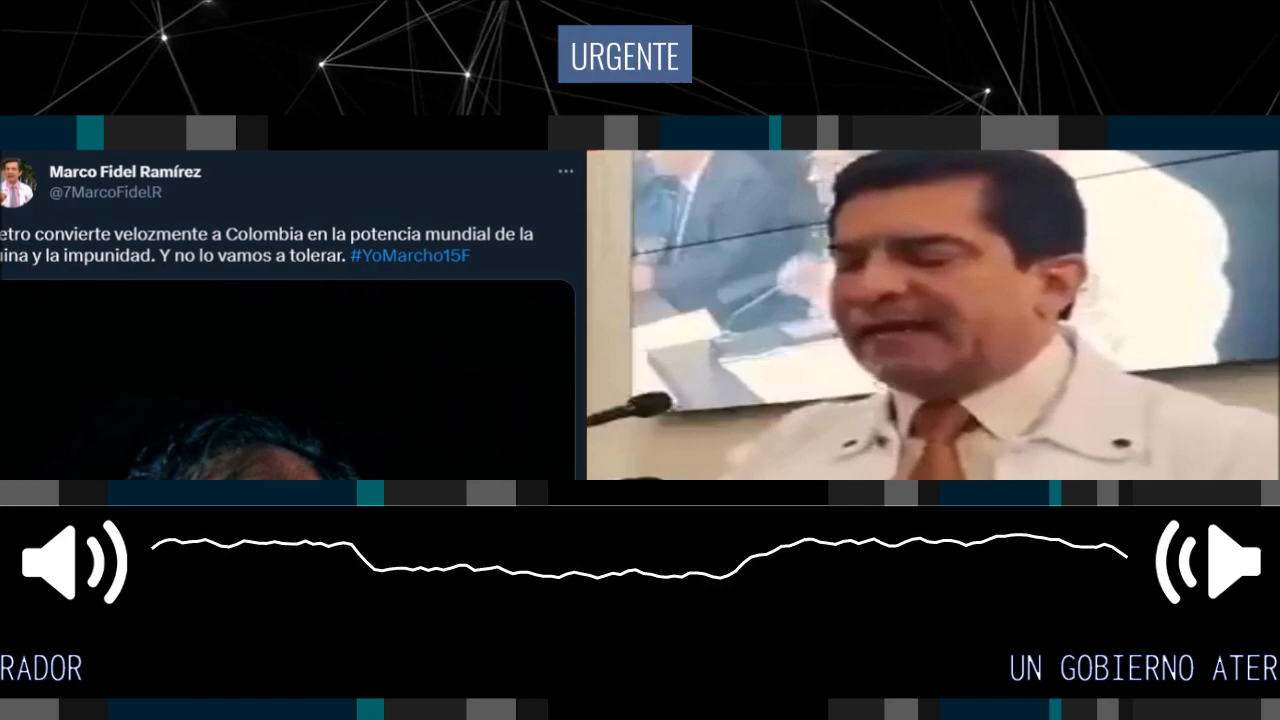 URGENTE
Marco Fidel Ramírez
@7MarcoFidelR
etro convierte velozmente a Colombia en la potencia mundial de la
ina y la impunidad. Y no lo vamos a tolerar. #YoMarcho15F
RADOR
UN GOBIERNO ATER